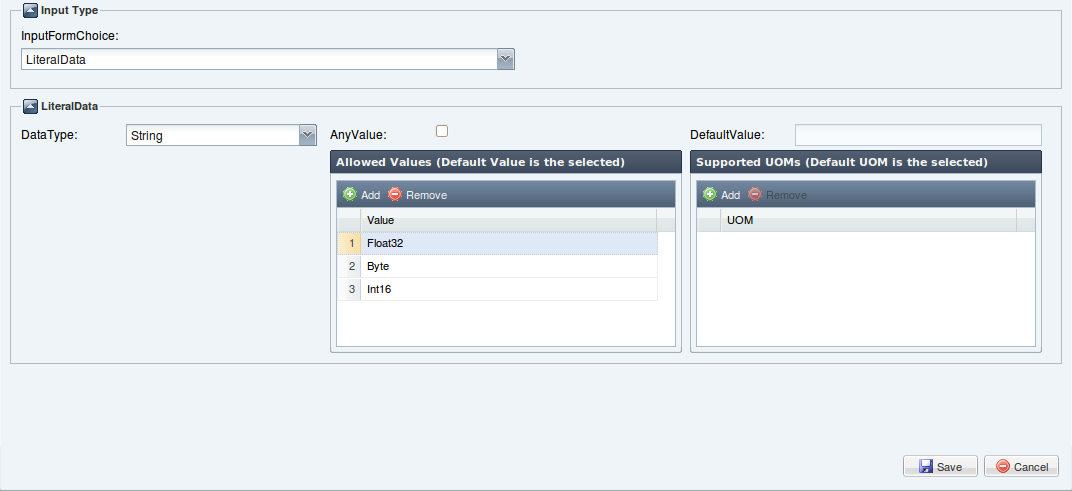 Input Type
InputFormChoice:
LiteralData
LiteralData
DataType: String AnyValue: DefaultValue:
Allowed Values (Default Value is the selected) Supported UOMs (Default UOM is the selected)
Add Remove Add Remove
Value UOM
1 Float32
2 Byte
3 Int16
Save Cancel